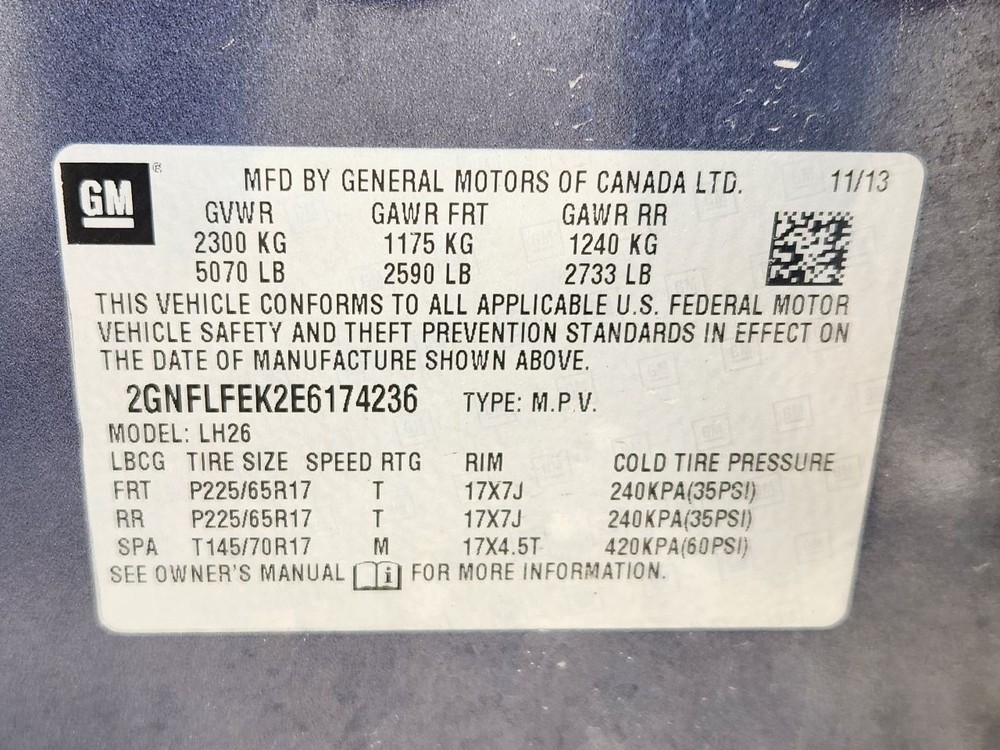 GM
MFD BY GENERAL MOTORS OF CANADA LTD. 11/13
GVWR GAWR FRT GAWR RR
2300 KG 1175 KG 1240 KG
5070 LB 2590 LB 2733 LB
THIS VEHICLE CONFORMS TO ALL APPLICABLE U.S. FEDERAL MOTOR
VEHICLE SAFETY AND THEFT PREVENTION STANDARDS IN EFFECT ON
THE DATE OF MANUFACTURE SHOWN ABOVE.
2GNFLFEK2E6174236 TYPE: M.P.V.
MODEL: LH26
LBCG TIRE SIZE SPEED RTG RIM COLD TIRE PRESSURE
FRT P225/65R17 T 17X7J 240KPA(35PSI)
RR P225/65R17 T 17X7J 240KPA(35PSI)
SPA T145/70R17 M 17X4.5T 420KPA(60PSI)
SEE OWNER'S MANUAL i FOR MORE INFORMATION.